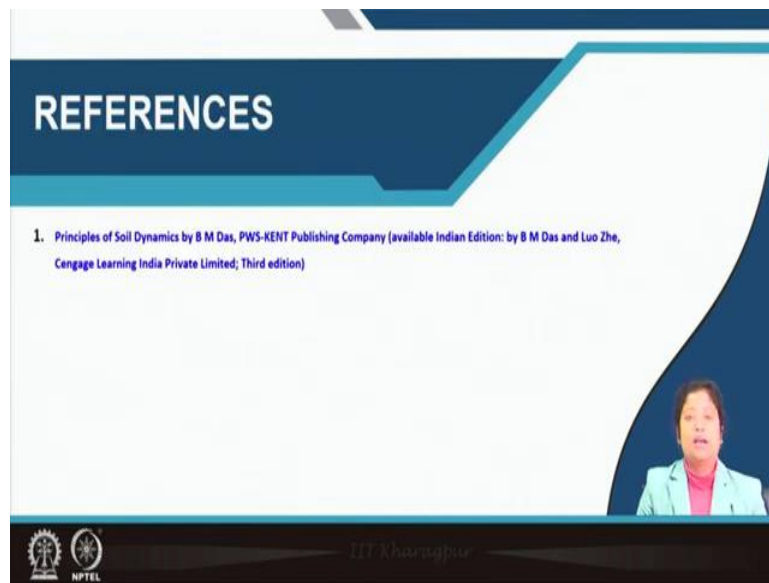 REFERENCES
1. Principles of Soil Dynamics by B M Das, PWS-KENT Publishing Company (available Indian Edition: by B M Das and Luo Zhe,
Cengage Learning India Private Limited; Third edition)
IIT Kharagpur
NPTEL